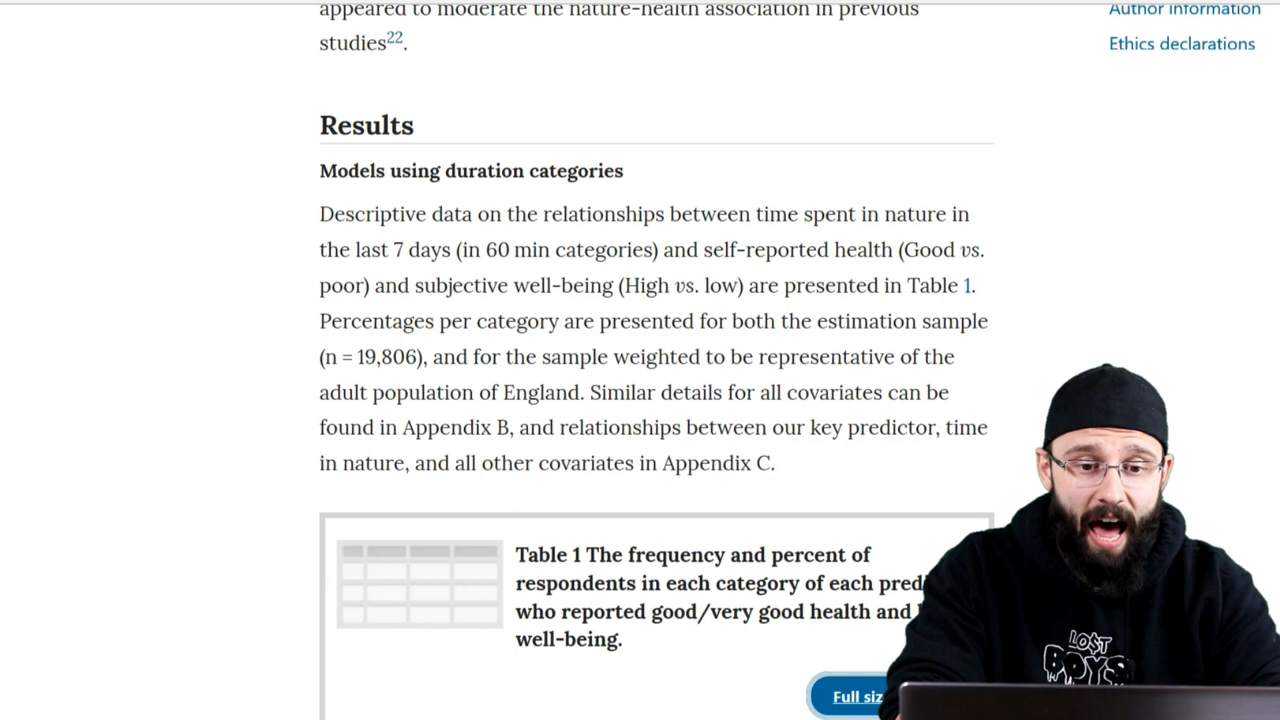 appeared to moderate the nature-health association in previous
studies22.
Author information
Ethics declarations
Results
Models using duration categories
Descriptive data on the relationships between time spent in nature in
the last 7 days (in 60 min categories) and self-reported health (Good vs.
poor) and subjective well-being (High vs. low) are presented in Table 1.
Percentages per category are presented for both the estimation sample
(n = 19,806), and for the sample weighted to be representative of the
adult population of England. Similar details for all covariates can be
found in Appendix B, and relationships between our key predictor, time
in nature, and all other covariates in Appendix C.
Table 1 The frequency and percent of
respondents in each category of each
who reported good/very good health and
well-being.
Full
LO$T
BOYS